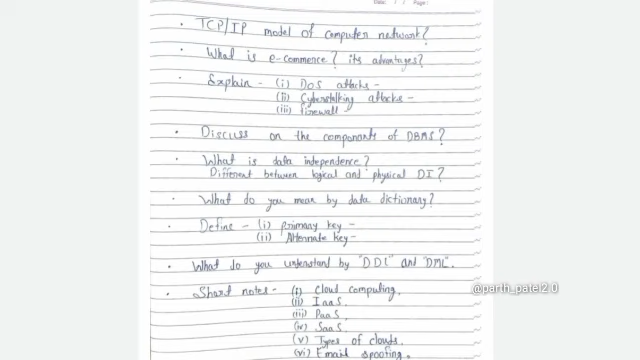 Date: / / Page:
• TCP/IP model of computer network?
• What is e-commence? its advantages?
• Explain - (i) DOS attacks -
(ii) Cyberstalking attacks -
(iii) firewall -
• Discuss on the components of DBMS?
• What is data independence?
Different between logical and physical DI?
• What do you mean by data dictionary?
• Define - (i) primary key -
(ii) Alternate key -
• What do you understand by "DDL" and "DML".
• Short notes - (i) Cloud computing.
(ii) IaaS.
(iii) PaaS.
(iv) SaaS.
(v) Types of clouds.
(vi) Email spoofing.
@parth_patel2.0